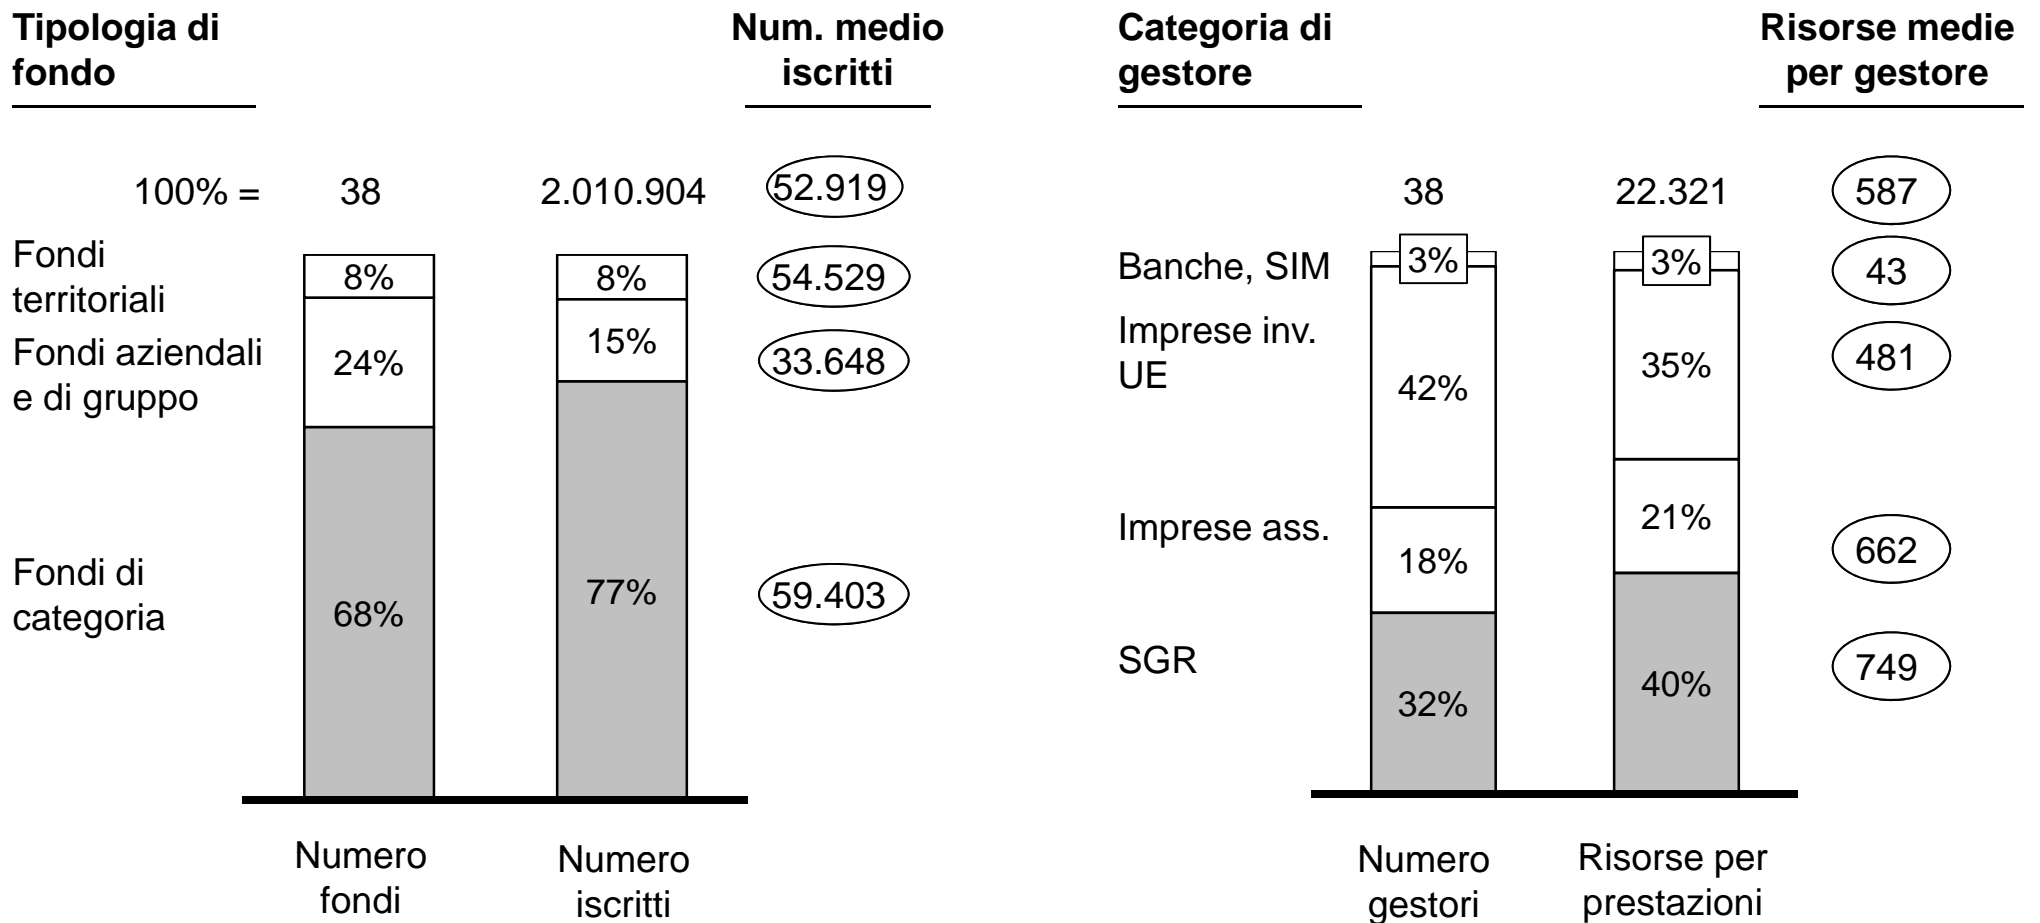 Tipologia di
fondo
Num. medio
iscritti
100% =
38
2.010.904
52.919
Fondi
territoriali
8%
8%
54.529
Fondi aziendali
e di gruppo
24%
15%
33.648
Fondi di
categoria
68%
77%
59.403
Numero
fondi
Numero
iscritti
Categoria di
gestore
Risorse medie
per gestore
38
22.321
587
Banche, SIM
3%
3%
43
Imprese inv.
UE
42%
35%
481
Imprese ass.
18%
21%
662
SGR
32%
40%
749
Numero
gestori
Risorse per
prestazioni